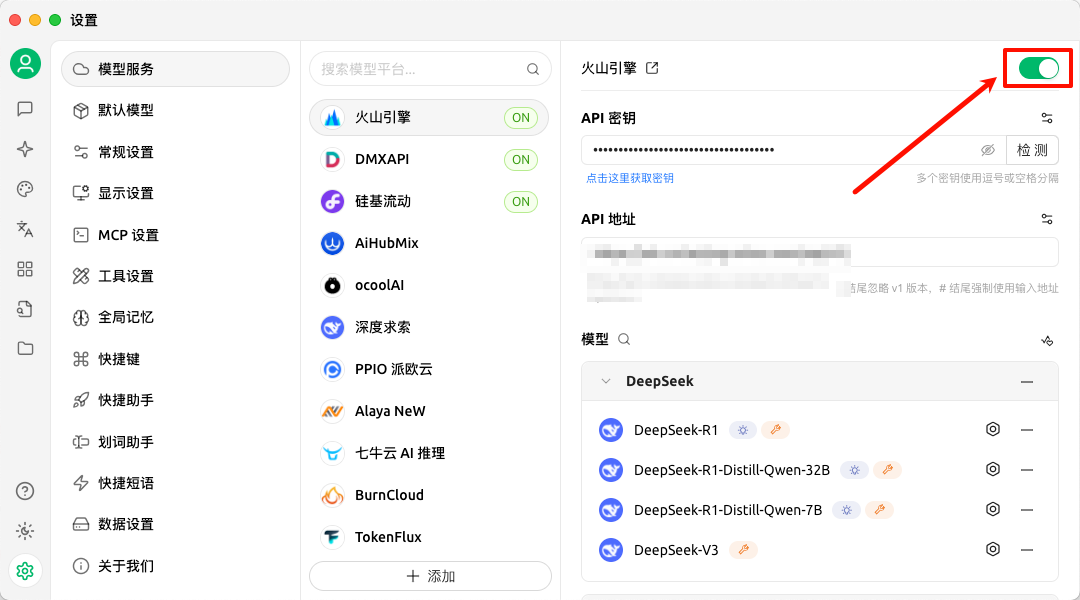 设置
模型服务
默认模型
常规设置
显示设置
MCP 设置
工具设置
全局记忆
快捷键
快捷助手
划词助手
快捷短语
数据设置
关于我们
搜索模型平台...
火山引擎 ON
DMXAPI ON
硅基流动 ON
AiHubMix
ocoolAI
深度求索
PPIO 派欧云
Alaya NeW
七牛云 AI 推理
BurnCloud
TokenFlux
添加
火山引擎
API 密钥
检测
点击这里获取密钥
多个密钥使用逗号或空格分隔
API 地址
结尾忽略 v1 版本，# 结尾强制使用输入地址
模型
DeepSeek
DeepSeek-R1
DeepSeek-R1-Distill-Qwen-32B
DeepSeek-R1-Distill-Qwen-7B
DeepSeek-V3